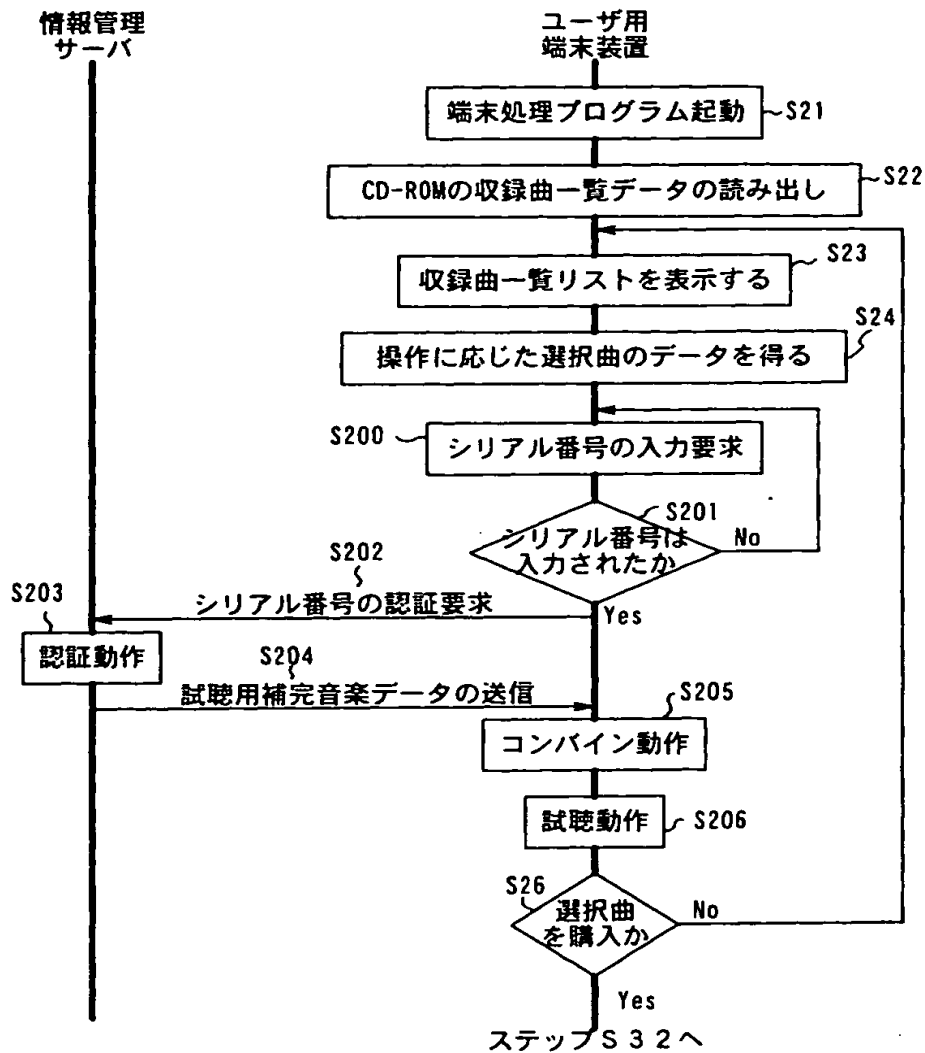 情報管理
サーバ
ユーザ用
端末装置
端末処理プログラム起動
S21
CD-ROMの収録曲一覧データの読み出し
S22
収録曲一覧リストを表示する
S23
操作に応じた選択曲のデータを得る
S24
S200
シリアル番号の入力要求
S201
シリアル番号は
入力されたか
No
S202
シリアル番号の認証要求
Yes
S203
認証動作
S204
試聴用補完音楽データの送信
S205
コンバイン動作
試聴動作
S206
S26
選択曲
を購入か
No
Yes
ステップS32へ